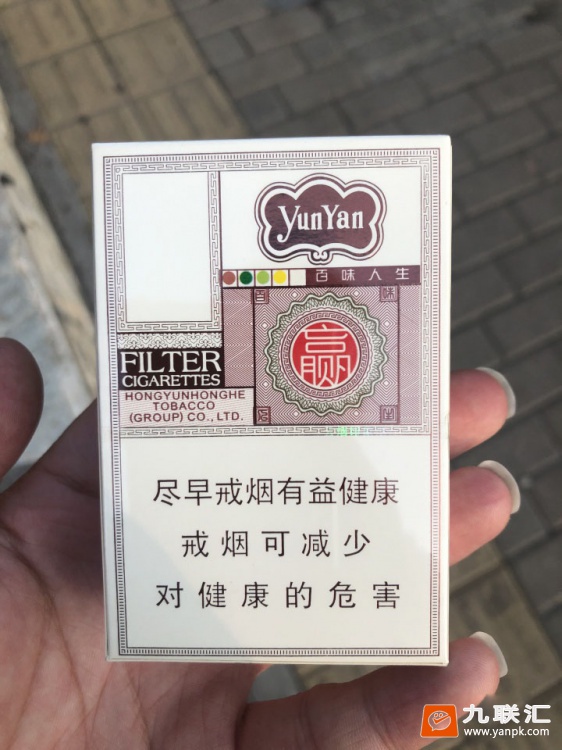 YunYan
百味人生
百 味
赢
FILTER
CIGARETTES
HONGYUNHONGHE
TOBACCO
(GROUP) CO., LTD.
尽早戒烟有益健康
戒烟可减少
对健康的危害
九联汇
www.yanpk.com